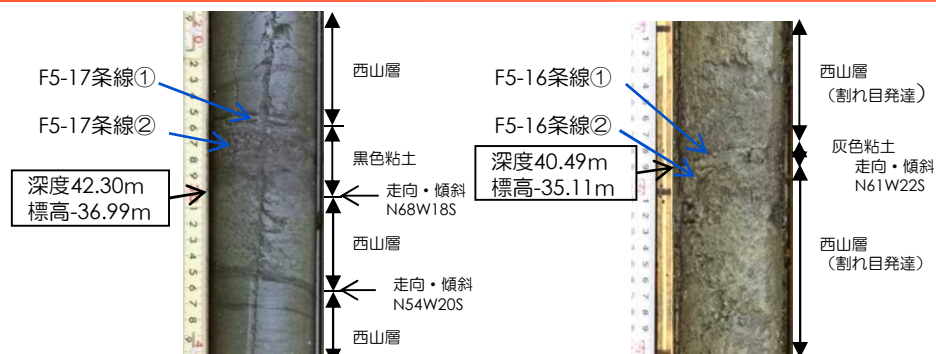 F5-17条線①
F5-17条線②
深度42.30m
標高-36.99m
西山層
黒色粘土
走向・傾斜
N68W18S
西山層
走向・傾斜
N54W20S
西山層
F5-16条線①
F5-16条線②
深度40.49m
標高-35.11m
西山層
(割れ目発達)
灰色粘土
走向・傾斜
N61W22S
西山層
(割れ目発達)